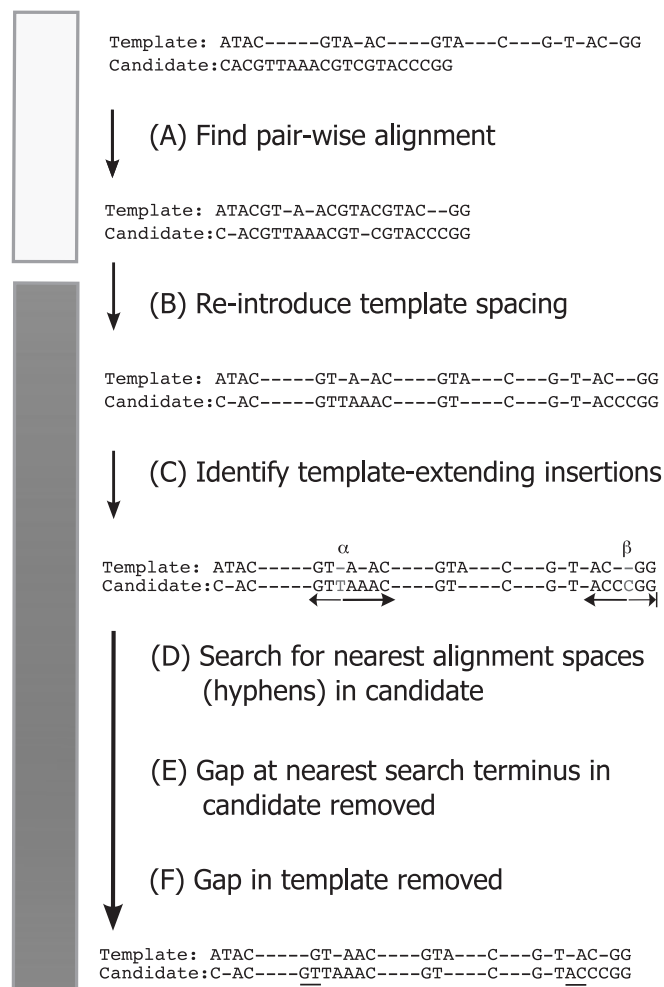 Template: ATAC-----GTA-AC----GTA---C---G-T-AC-GG
Candidate:CACGTTAAACGTCGTACCCGG
(A) Find pair-wise alignment
Template: ATACGT-A-ACGTACGTAC--GG
Candidate:C-ACGTTAAACGT-CGTACCCGG
(B) Re-introduce template spacing
Template: ATAC-----GT-A-AC----GTA---C---G-T-AC--GG
Candidate:C-AC-----GTTAAAC----GT----C---G-T-ACCCGG
(C) Identify template-extending insertions
α β
Template: ATAC-----GT-A-AC----GTA---C---G-T-AC--GG
Candidate:C-AC-----GTTAAAC----GT----C---G-T-ACCCGG
(D) Search for nearest alignment spaces
(hyphens) in candidate
(E) Gap at nearest search terminus in
candidate removed
(F) Gap in template removed
Template: ATAC-----GT-AAC----GTA---C---G-T-AC-GG
Candidate:C-AC----GTTAAAC----GT----C---G-TACCCGG